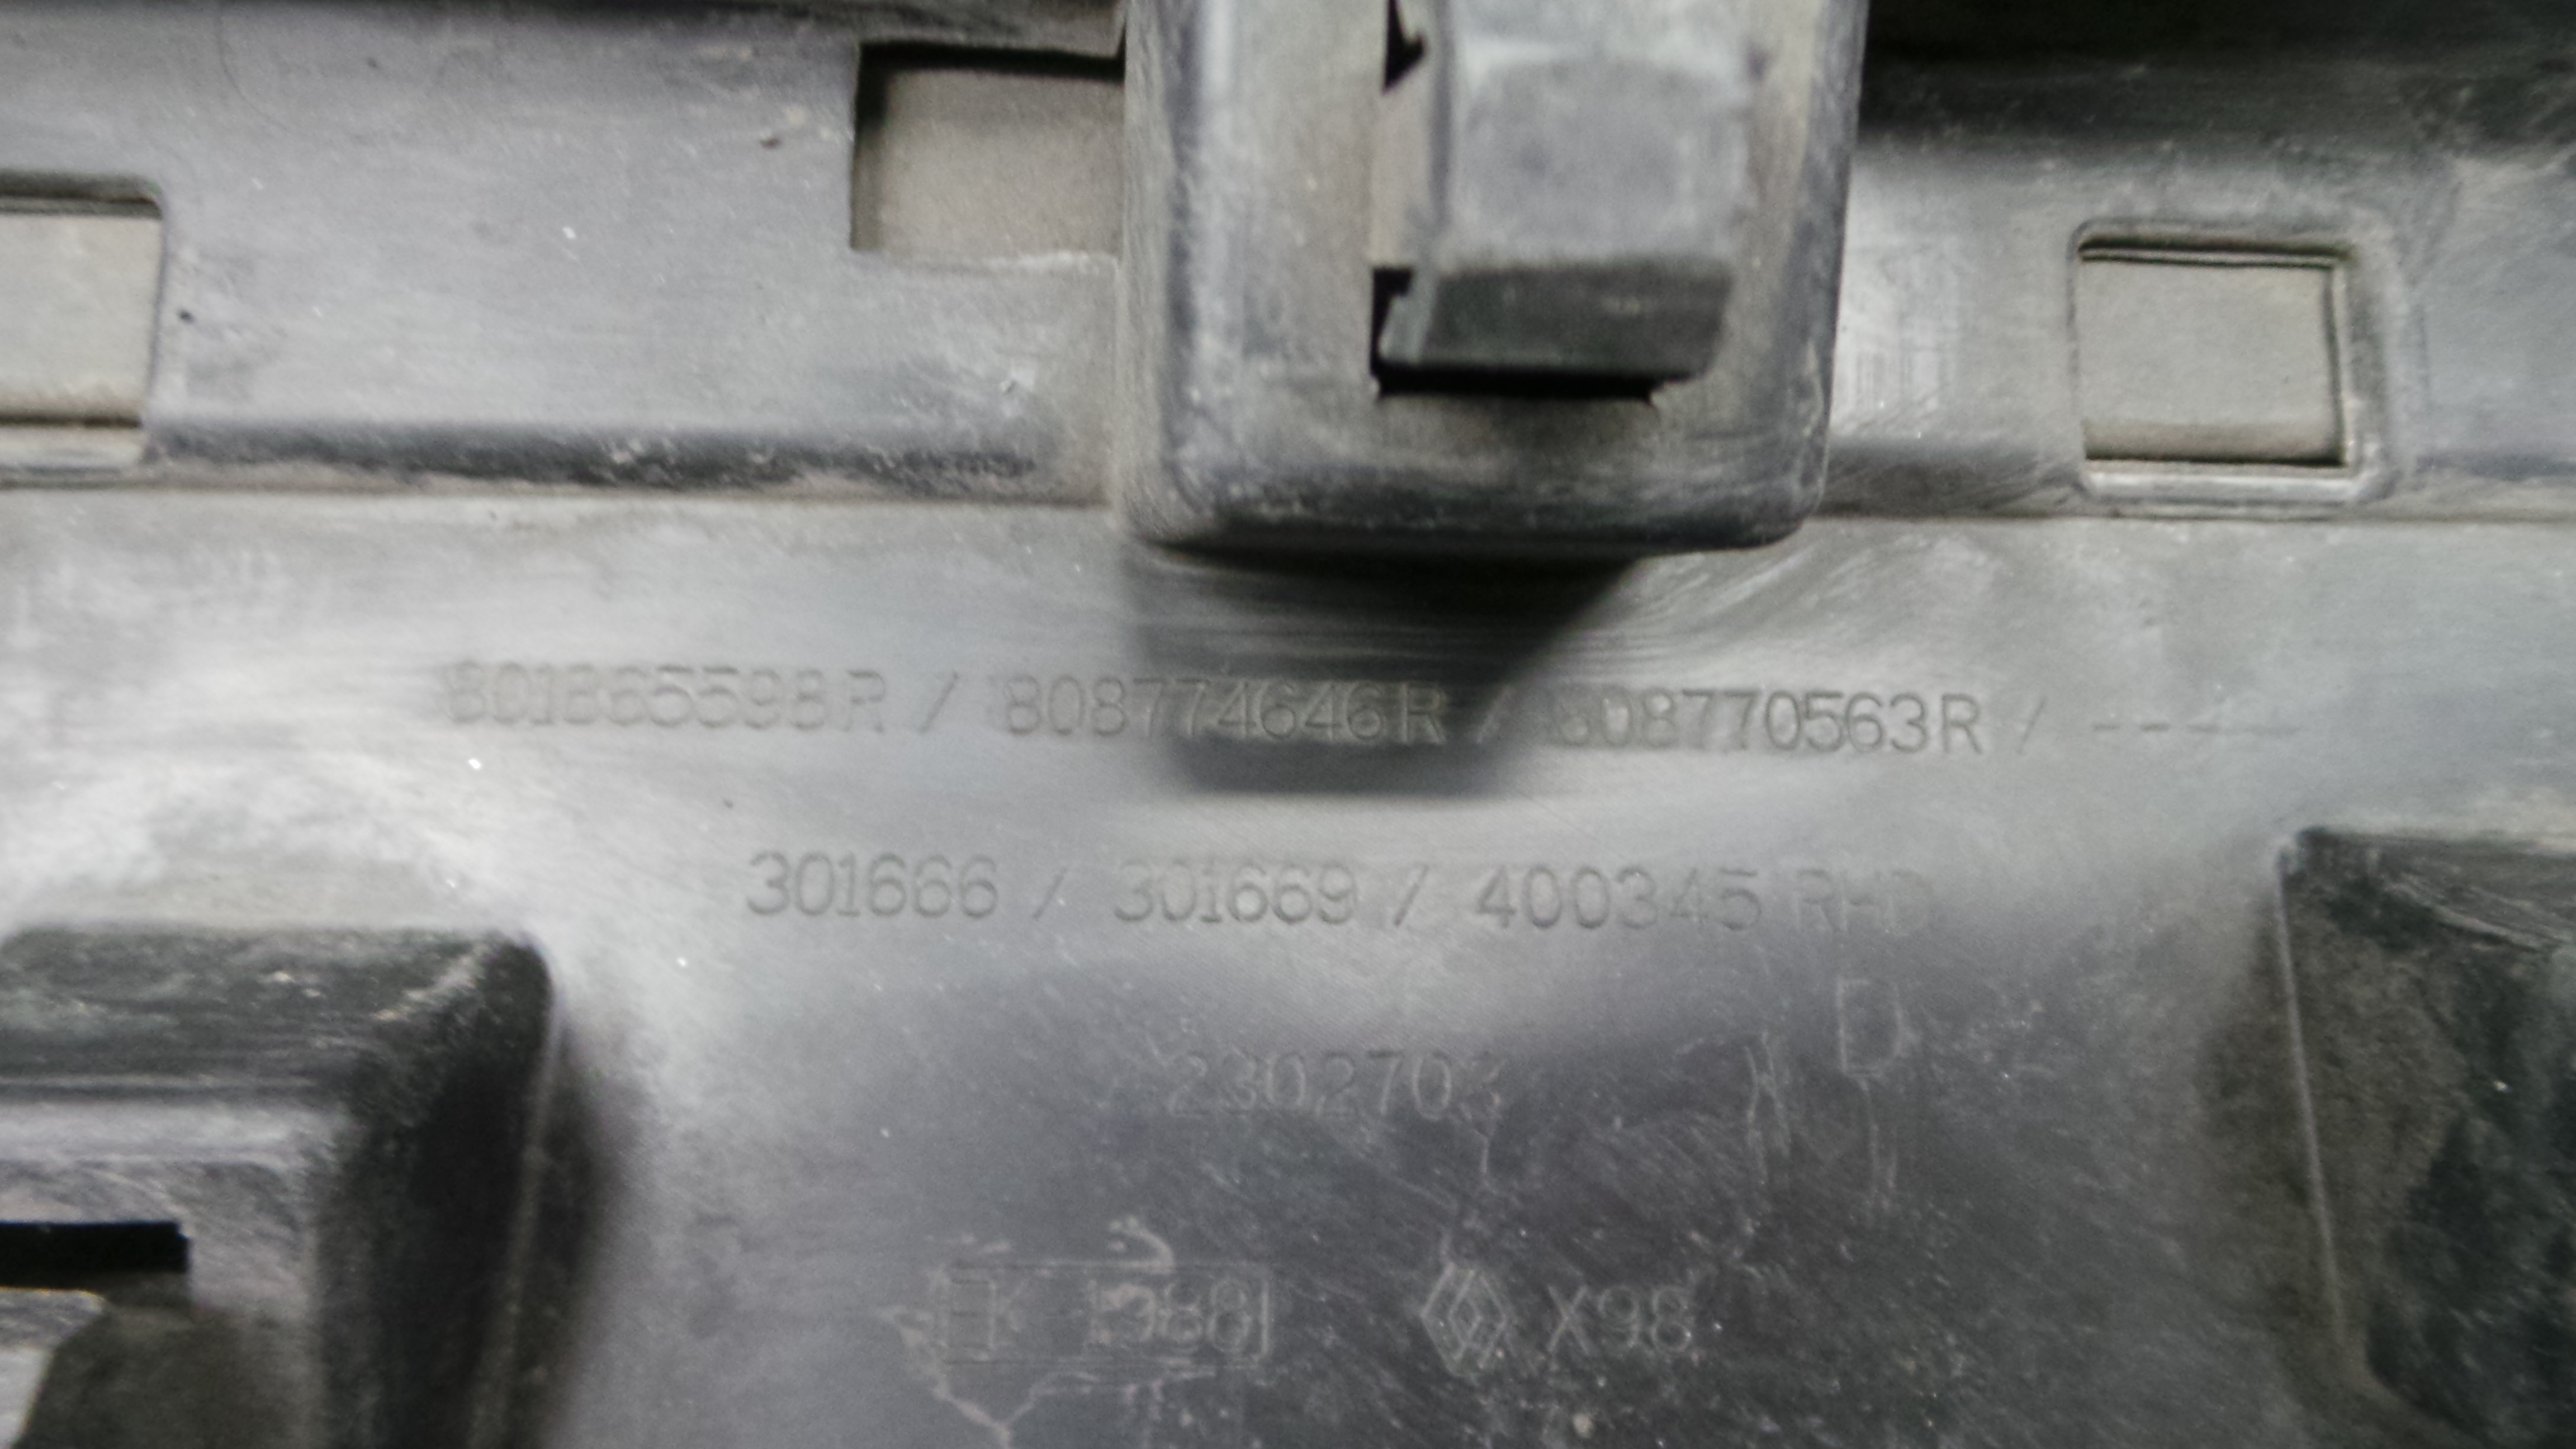 801865598R / 808774646R / 808770563R / ----
301666 / 301669 / 400345 RHD
D
2302703
X98